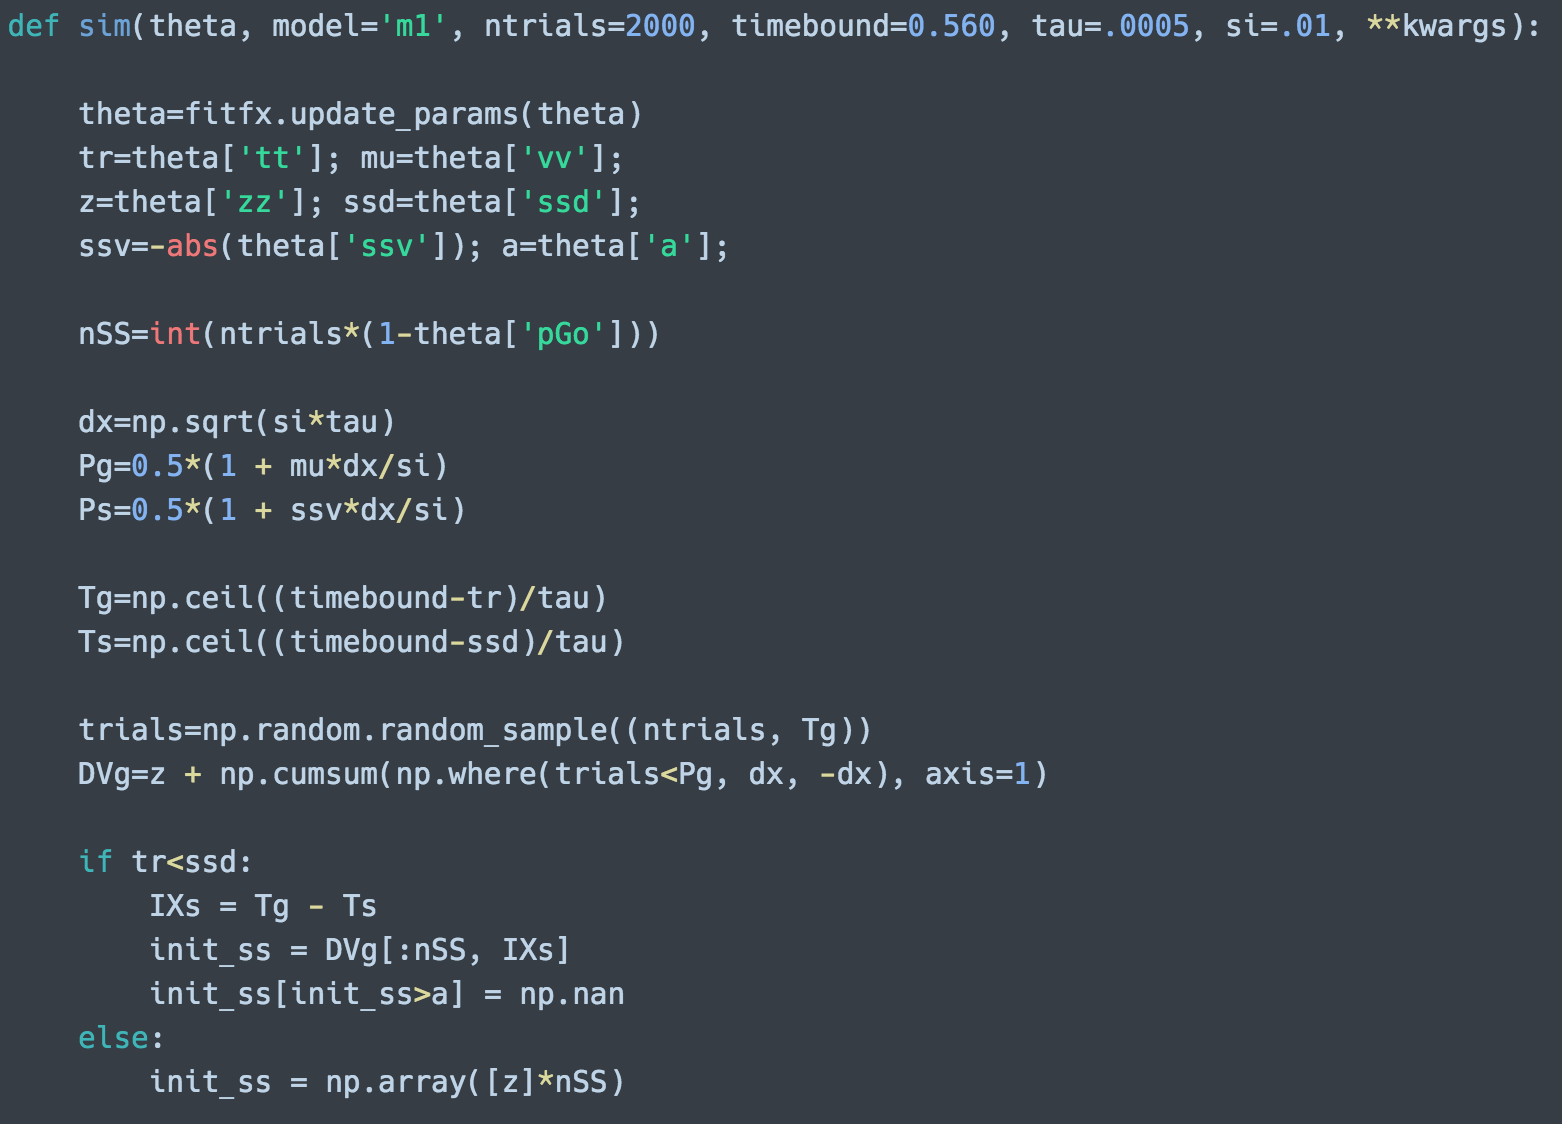 def sim(theta, model='m1', ntrials=2000, timebound=0.560, tau=.0005, si=.01, **kwargs):
theta=fitfx.update_params(theta)
tr=theta['tt']; mu=theta['vv'];
z=theta['zz']; ssd=theta['ssd'];
ssv=-abs(theta['ssv']); a=theta['a'];
nSS=int(ntrials*(1-theta['pGo']))
dx=np.sqrt(si*tau)
Pg=0.5*(1 + mu*dx/si)
Ps=0.5*(1 + ssv*dx/si)
Tg=np.ceil((timebound-tr)/tau)
Ts=np.ceil((timebound-ssd)/tau)
trials=np.random.random_sample((ntrials, Tg))
DVg=z + np.cumsum(np.where(trials<Pg, dx, -dx), axis=1)
if tr<ssd:
IXs = Tg - Ts
init_ss = DVg[:nSS, IXs]
init_ss[init_ss>a] = np.nan
else:
init_ss = np.array([z]*nSS)